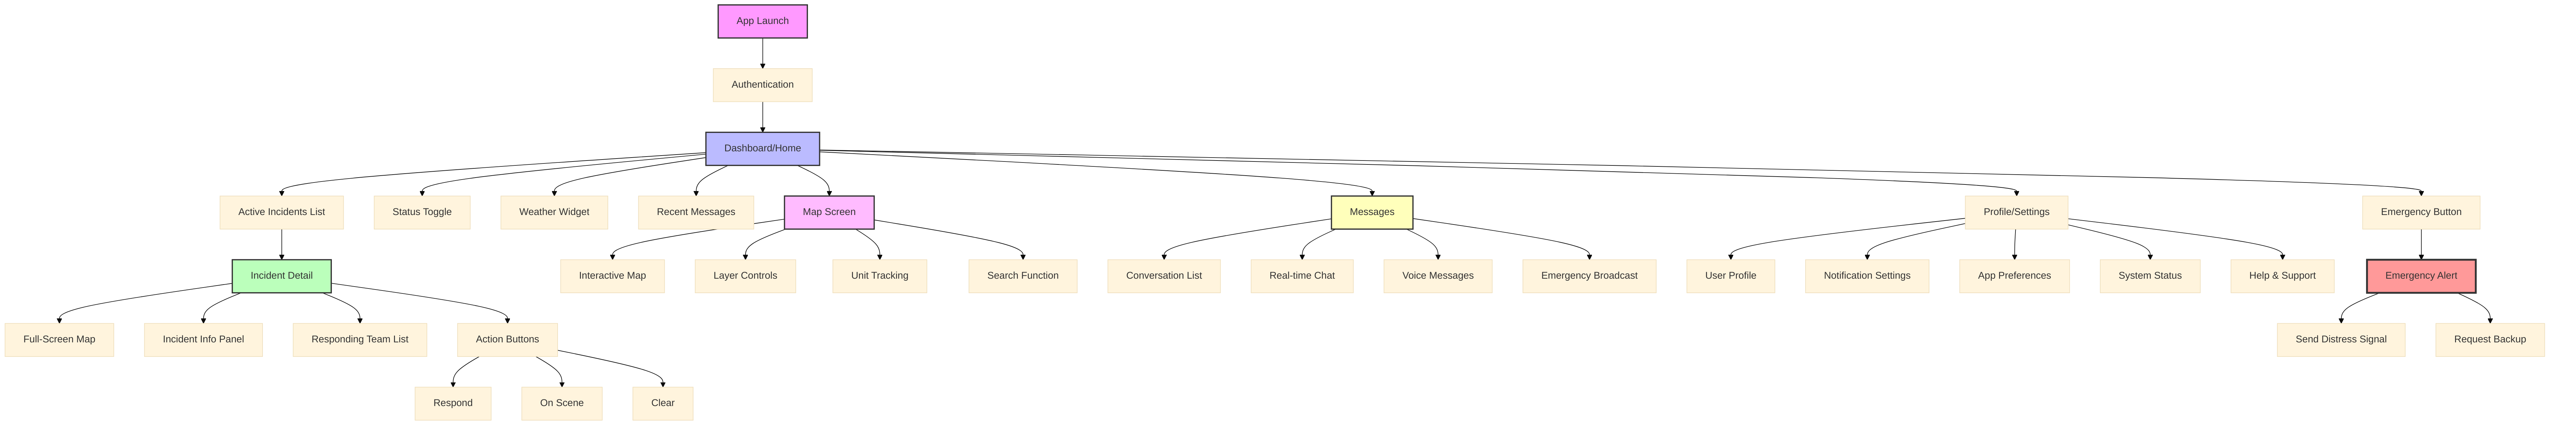 App Launch
Authentication
Dashboard/Home
Active Incidents List
Status Toggle
Weather Widget
Recent Messages
Map Screen
Messages
Profile/Settings
Emergency Button
Incident Detail
Interactive Map
Layer Controls
Unit Tracking
Search Function
Conversation List
Real-time Chat
Voice Messages
Emergency Broadcast
User Profile
Notification Settings
App Preferences
System Status
Help & Support
Emergency Alert
Full-Screen Map
Incident Info Panel
Responding Team List
Action Buttons
Send Distress Signal
Request Backup
Respond
On Scene
Clear